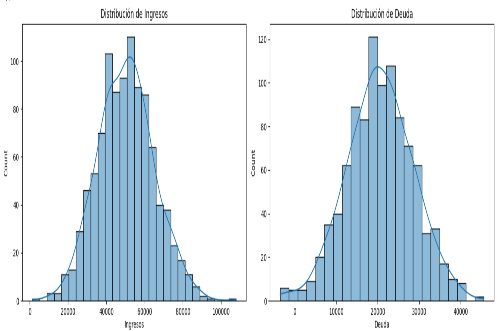 Distribución de Ingresos
Count
100
80
60
40
20
0
0 20000 40000 60000 80000 100000
Ingresos
Distribución de Deuda
Count
120
100
80
60
40
20
0
0 10000 20000 30000 40000
Deuda